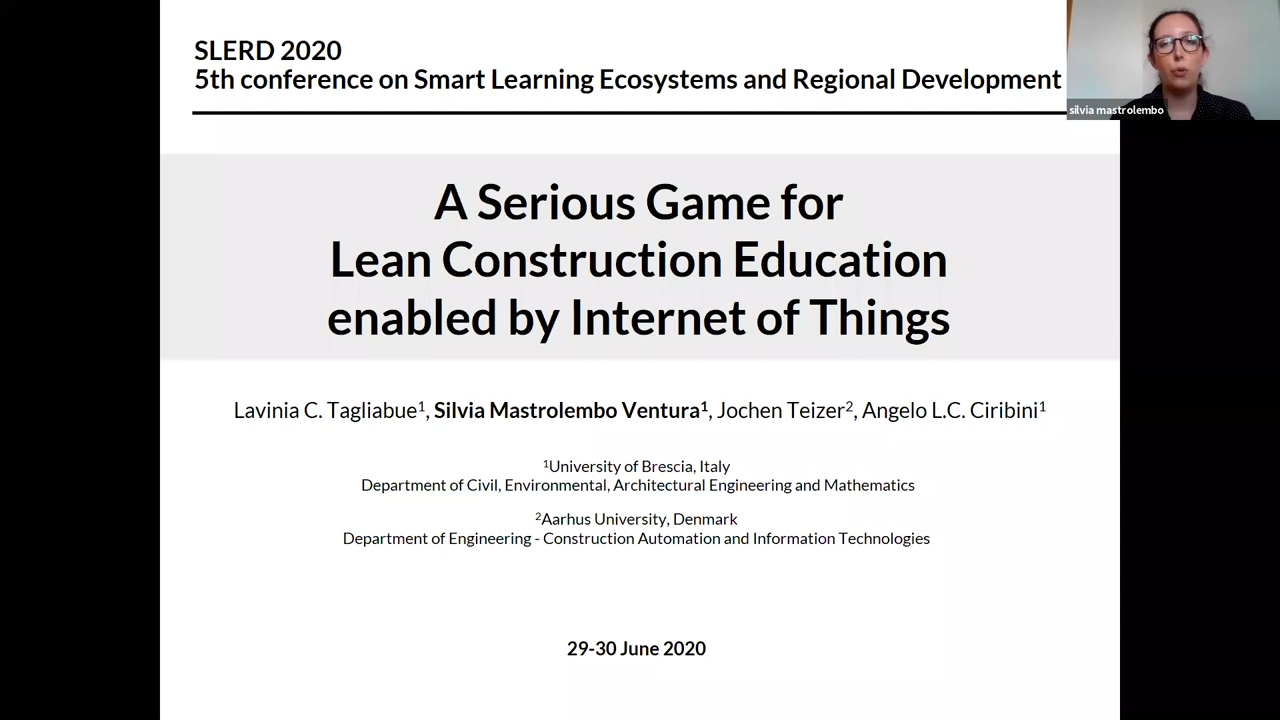 SLERD 2020
5th conference on Smart Learning Ecosystems and Regional Development
silvia mastrolembo
A Serious Game for
Lean Construction Education
enabled by Internet of Things
Lavinia C. Tagliabue¹, Silvia Mastrolembo Ventura¹, Jochen Teizer², Angelo L.C. Ciribini¹
¹University of Brescia, Italy
Department of Civil, Environmental, Architectural Engineering and Mathematics
²Aarhus University, Denmark
Department of Engineering - Construction Automation and Information Technologies
29-30 June 2020